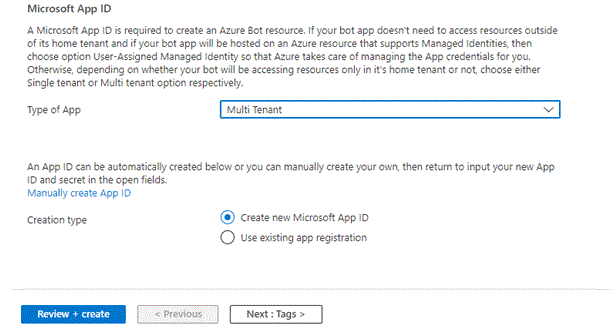 Microsoft App ID
A Microsoft App ID is required to create an Azure Bot resource. If your bot app doesn't need to access resources outside
of its home tenant and if your bot app will be hosted on an Azure resource that supports Managed Identities, then
choose option User-Assigned Managed Identity so that Azure takes care of managing the App credentials for you.
Otherwise, depending on whether your bot will be accessing resources only in it's home tenant or not, choose either
Single tenant or Multi tenant option respectively.
Type of App
Multi Tenant
An App ID can be automatically created below or you can manually create your own, then return to input your new App
ID and secret in the open fields.
Manually create App ID
Creation type
Create new Microsoft App ID
Use existing app registration
Review + create
< Previous
Next : Tags >